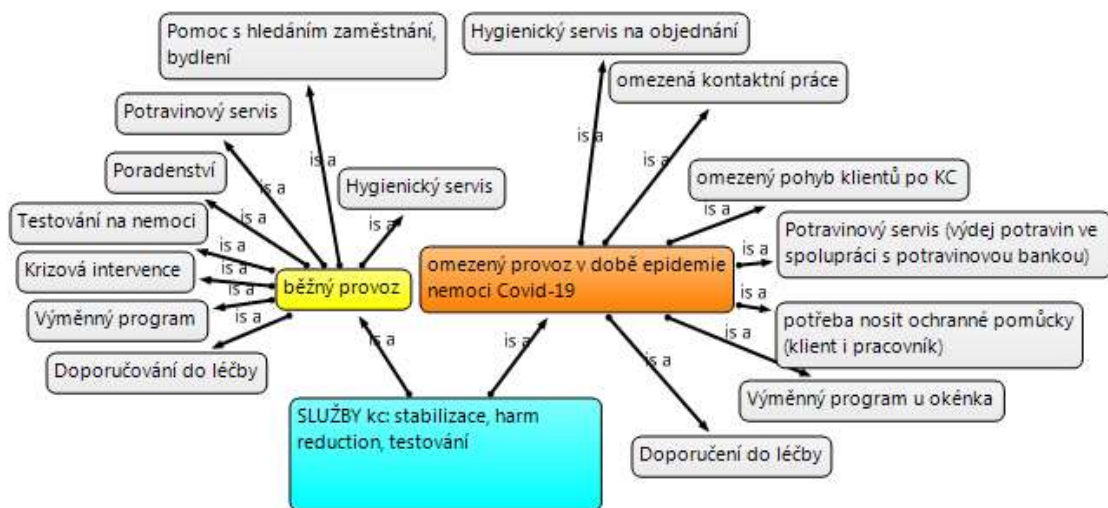 Pomoc s hledáním zaměstnání,
bydlení
Hygienický servis na objednání
omezená kontaktní práce
Potravinový servis
is a
is a
is a
Poradenství
Hygienický servis
omezený pohyb klientů po KC
is a
is a
is a
is a
Testování na nemoci
is a
Potravinový servis (výdej potravin ve
spolupráci s potravinovou bankou)
is a
Krizová intervence
is a
běžný provoz
omezený provoz v době epidemie
nemoci Covid-19
is a
Výměnný program
is a
is a
potřeba nosit ochranné pomůcky
(klient i pracovník)
is a
is a
is a
is a
Doporučování do léčby
Výměnný program u okénka
SLUŽBY kc: stabilizace, harm
reduction, testování
Doporučení do léčby